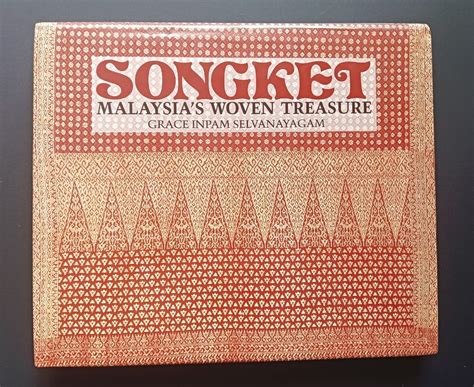 SONGKET
MALAYSIA'S WOVEN TREASURE
GRACE INPAM SELVANAYAGAM